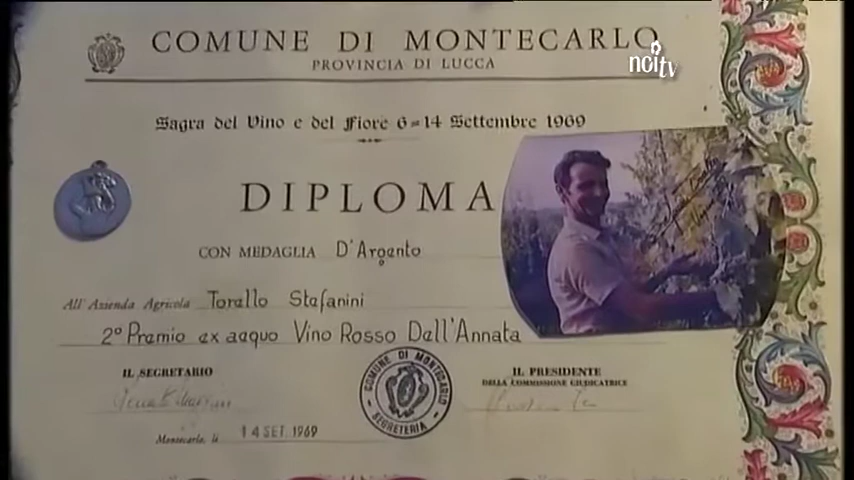 COMUNE DI MONTECARLO
PROVINCIA DI LUCCA
noitv
Sagra del Vino e del Fiore 6=14 Settembre 1969
DIPLOMA
CON MEDAGLIA D'Argento
All'Azienda Agricola Torello Stefanini
2º Premio ex aequo Vino Rosso Dell'Annata
IL SEGRETARIO
IL PRESIDENTE
DELLA COMMISSIONE GIUDICATRICE
COMUNE DI MONTECARLO
SEGRETERIA
Montecarlo, li 14 SET. 1969